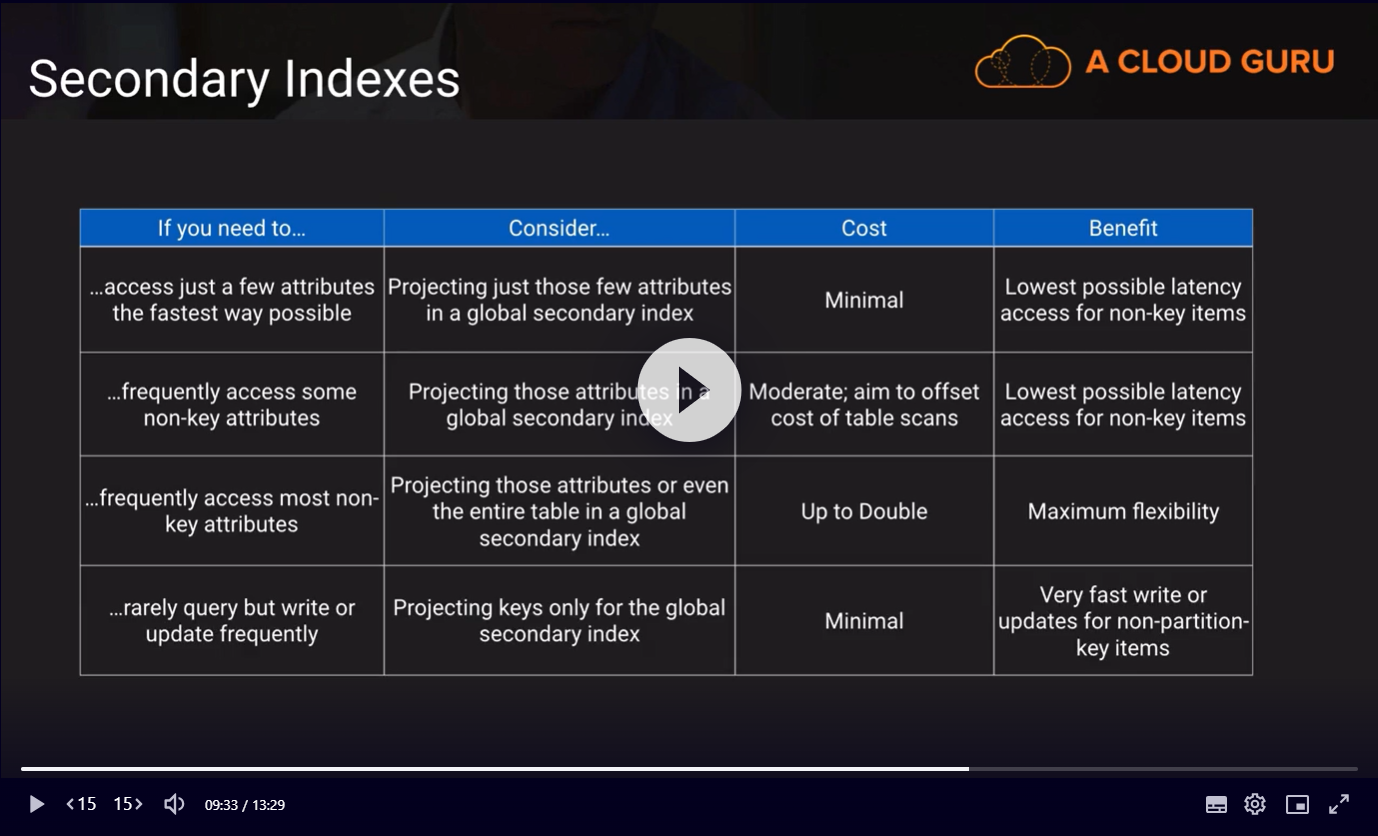 Secondary Indexes
A CLOUD GURU
If you need to...
Consider...
Cost
Benefit
...access just a few attributes
the fastest way possible
Projecting just those few attributes
in a global secondary index
Minimal
Lowest possible latency
access for non-key items
...frequently access some
non-key attributes
Projecting those attributes in a
global secondary index
Moderate; aim to offset
cost of table scans
Lowest possible latency
access for non-key items
...frequently access most non-
key attributes
Projecting those attributes or even
the entire table in a global
secondary index
Up to Double
Maximum flexibility
...rarely query but write or
update frequently
Projecting keys only for the global
secondary index
Minimal
Very fast write or
updates for non-partition-
key items
<15 15> 09:33 / 13:29